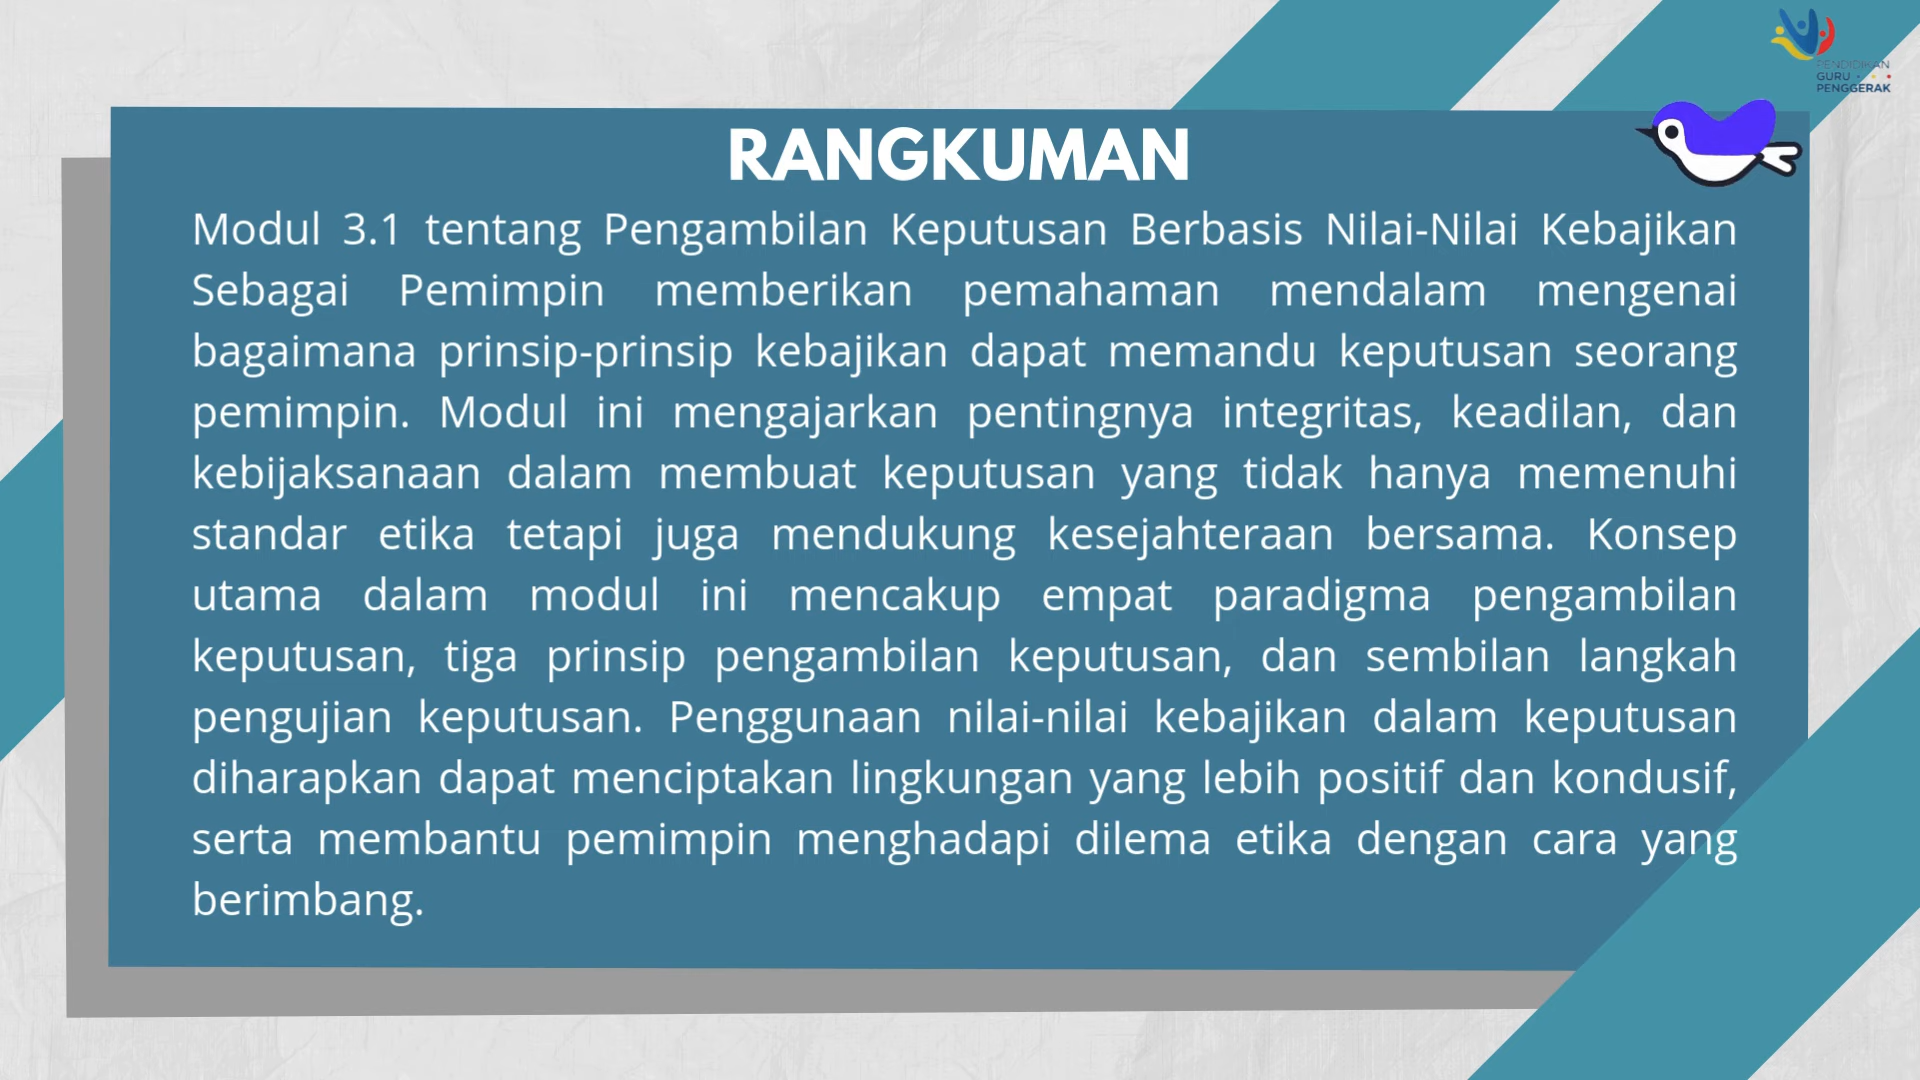 PENDIDIKAN
GURU
PENGGERAK
RANGKUMAN
Modul 3.1 tentang Pengambilan Keputusan Berbasis Nilai-Nilai Kebajikan
Sebagai Pemimpin memberikan pemahaman mendalam mengenai
bagaimana prinsip-prinsip kebajikan dapat memandu keputusan seorang
pemimpin. Modul ini mengajarkan pentingnya integritas, keadilan, dan
kebijaksanaan dalam membuat keputusan yang tidak hanya memenuhi
standar etika tetapi juga mendukung kesejahteraan bersama. Konsep
utama dalam modul ini mencakup empat paradigma pengambilan
keputusan, tiga prinsip pengambilan keputusan, dan sembilan langkah
pengujian keputusan. Penggunaan nilai-nilai kebajikan dalam keputusan
diharapkan dapat menciptakan lingkungan yang lebih positif dan kondusif,
serta membantu pemimpin menghadapi dilema etika dengan cara yang
berimbang.